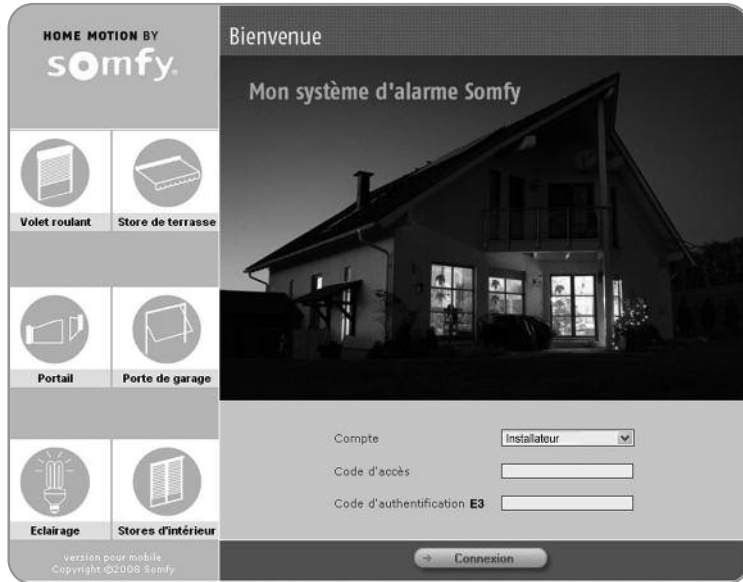 HOME MOTION BY
somfy.
Bienvenue
Mon système d'alarme Somfy
Volet roulant
Store de terrasse
Portail
Porte de garage
Eclairage
Stores d'intérieur
Compte
Installateur
Code d'accès
Code d'authentification E3
Connexion
version pour mobile
Copyright ©2008 Somfy